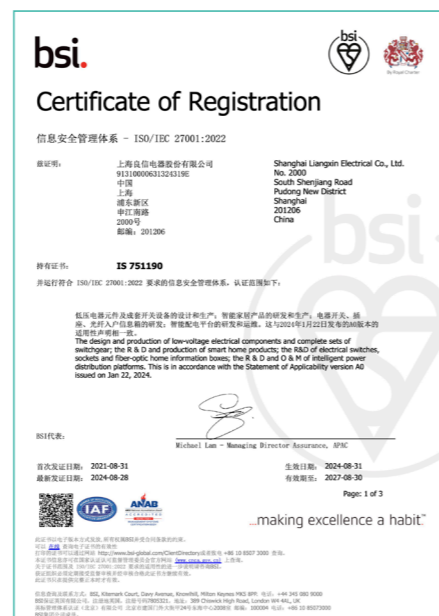 bsi.
bsi
By Royal Charter
Certificate of Registration
信息安全管理体系 - ISO/IEC 27001:2022
兹证明:
上海良信电器股份有限公司
91310000631324319E
中国
上海
浦东新区
申江南路
2000号
邮编: 201206
Shanghai Liangxin Electrical Co., Ltd.
No. 2000
South Shenjiang Road
Pudong New District
Shanghai
201206
China
持有证书:
IS 751190
并运行符合 ISO/IEC 27001:2022 要求的信息安全管理体系,认证范围如下:
低压电器元件及成套开关设备的设计和生产; 智能家居产品的研发和生产; 电器开关、插
座、光纤入户信息箱的研发; 智能配电平台的研发和运维。这与2024年1月22日发布的A0版本的
适用性声明相一致。
The design and production of low-voltage electrical components and complete sets of
switchgear; the R & D and production of smart home products; the R&D of electrical switches,
sockets and fiber-optic home information boxes; the R & D and O & M of intelligent power
distribution platforms. This is in accordance with the Statement of Applicability version A0
issued on Jan 22, 2024.
BSI代表:
Michael Lam - Managing Director Assurance, APAC
首次发证日期: 2021-08-31
生效日期: 2024-08-31
最新发证日期: 2024-08-28
有效期至: 2027-08-30
Page: 1 of 3
IAF
ANAB
ACCREDITED
...making excellence a habit.™